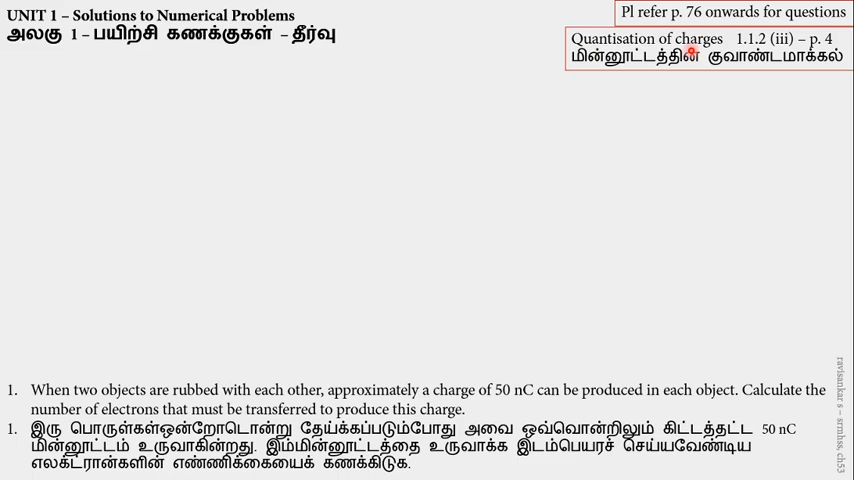 UNIT 1 – Solutions to Numerical Problems
அலகு 1 – பயிற்சி கணக்குகள் – தீர்வு
Pl refer p. 76 onwards for questions
Quantisation of charges 1.1.2 (iii) – p. 4
மின்னூட்டத்தின் குவாண்டமாக்கல்
1. When two objects are rubbed with each other, approximately a charge of 50 nC can be produced in each object. Calculate the
number of electrons that must be transferred to produce this charge.
1. இரு பொருள்கள்ஒன்றோடொன்று தேய்க்கப்படும்போது அவை ஒவ்வொன்றிலும் கிட்டத்தட்ட 50 nC
மின்னூட்டம் உருவாகின்றது. இம்மின்னூட்டத்தை உருவாக்க இடம்பெயரச் செய்யவேண்டிய
எலக்ட்ரான்களின் எண்ணிக்கையைக் கணக்கிடுக.
ravisankar s – srmhss, ch53